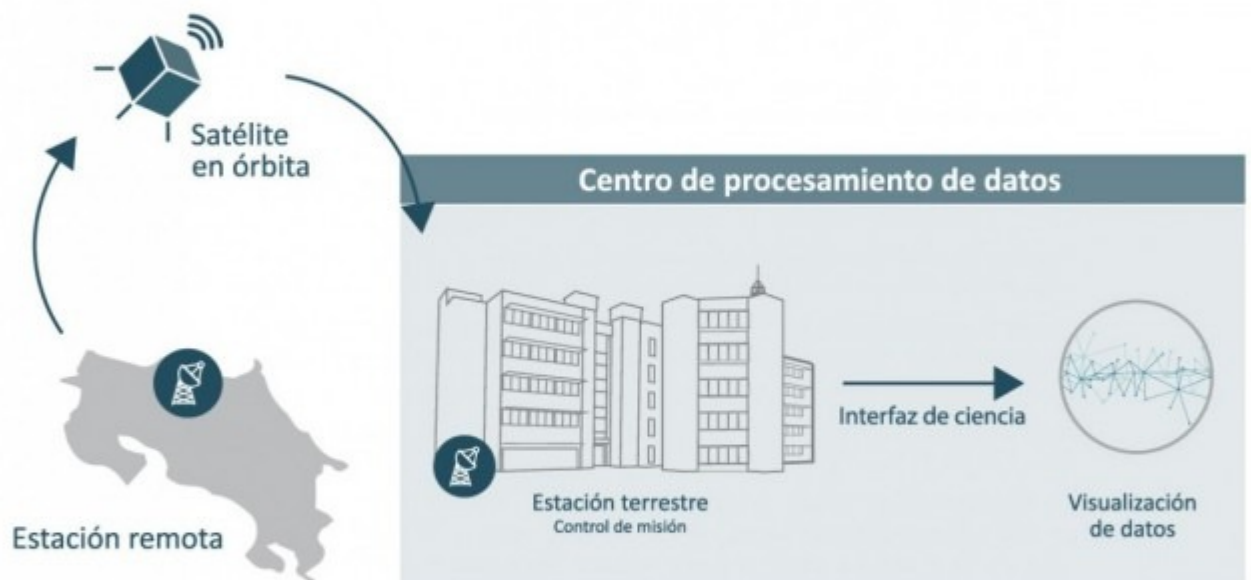 Satélite
en órbita
Centro de procesamiento de datos
Interfaz de ciencia
Estación terrestre
Control de misión
Visualización
de datos
Estación remota